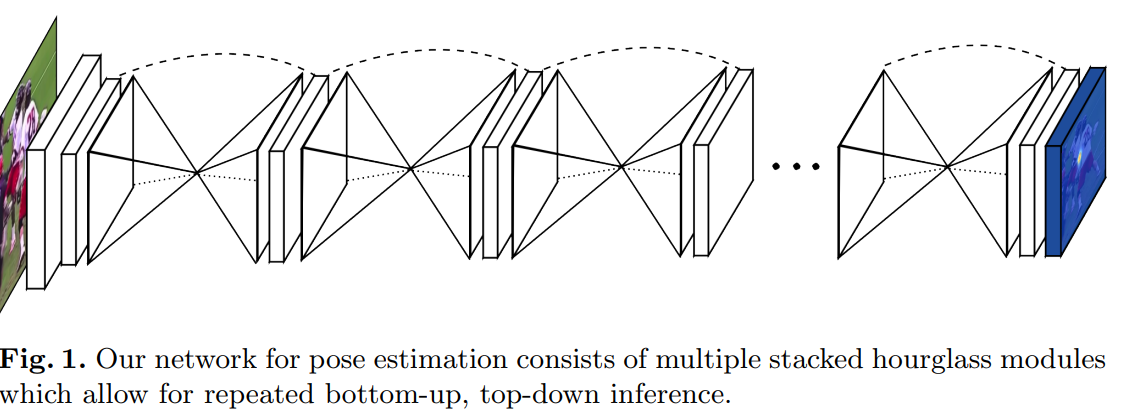 Fig. 1. Our network for pose estimation consists of multiple stacked hourglass modules
which allow for repeated bottom-up, top-down inference.